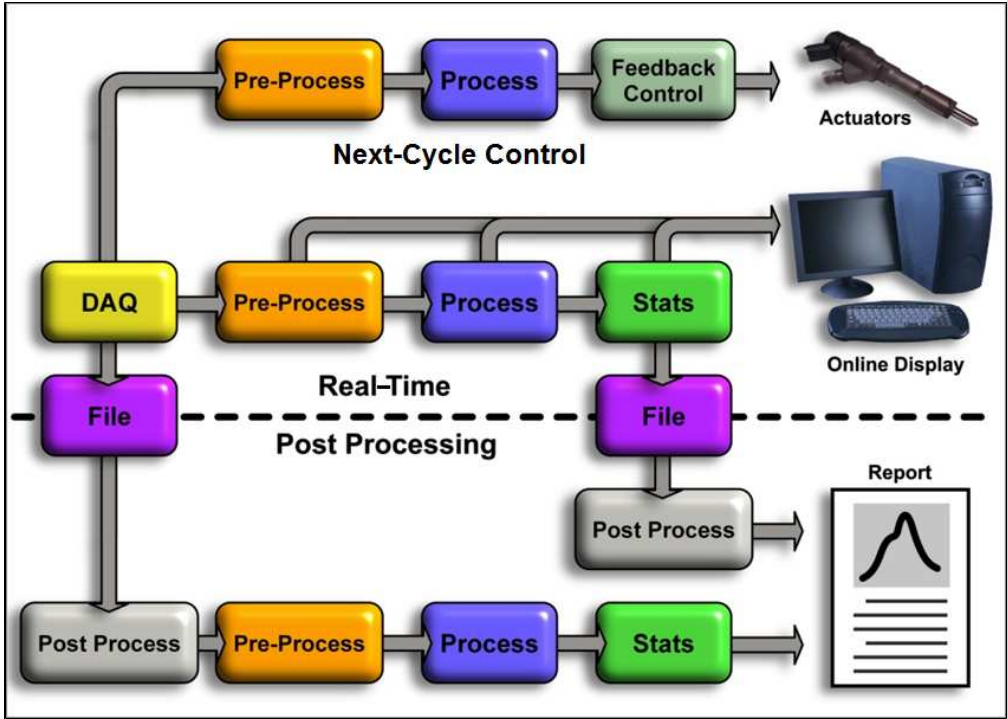 Pre-Process
Process
Feedback
Control
Actuators
Next-Cycle Control
DAQ
Pre-Process
Process
Stats
Online Display
File
Real-Time
File
Post Processing
Report
Post Process
Post Process
Pre-Process
Process
Stats